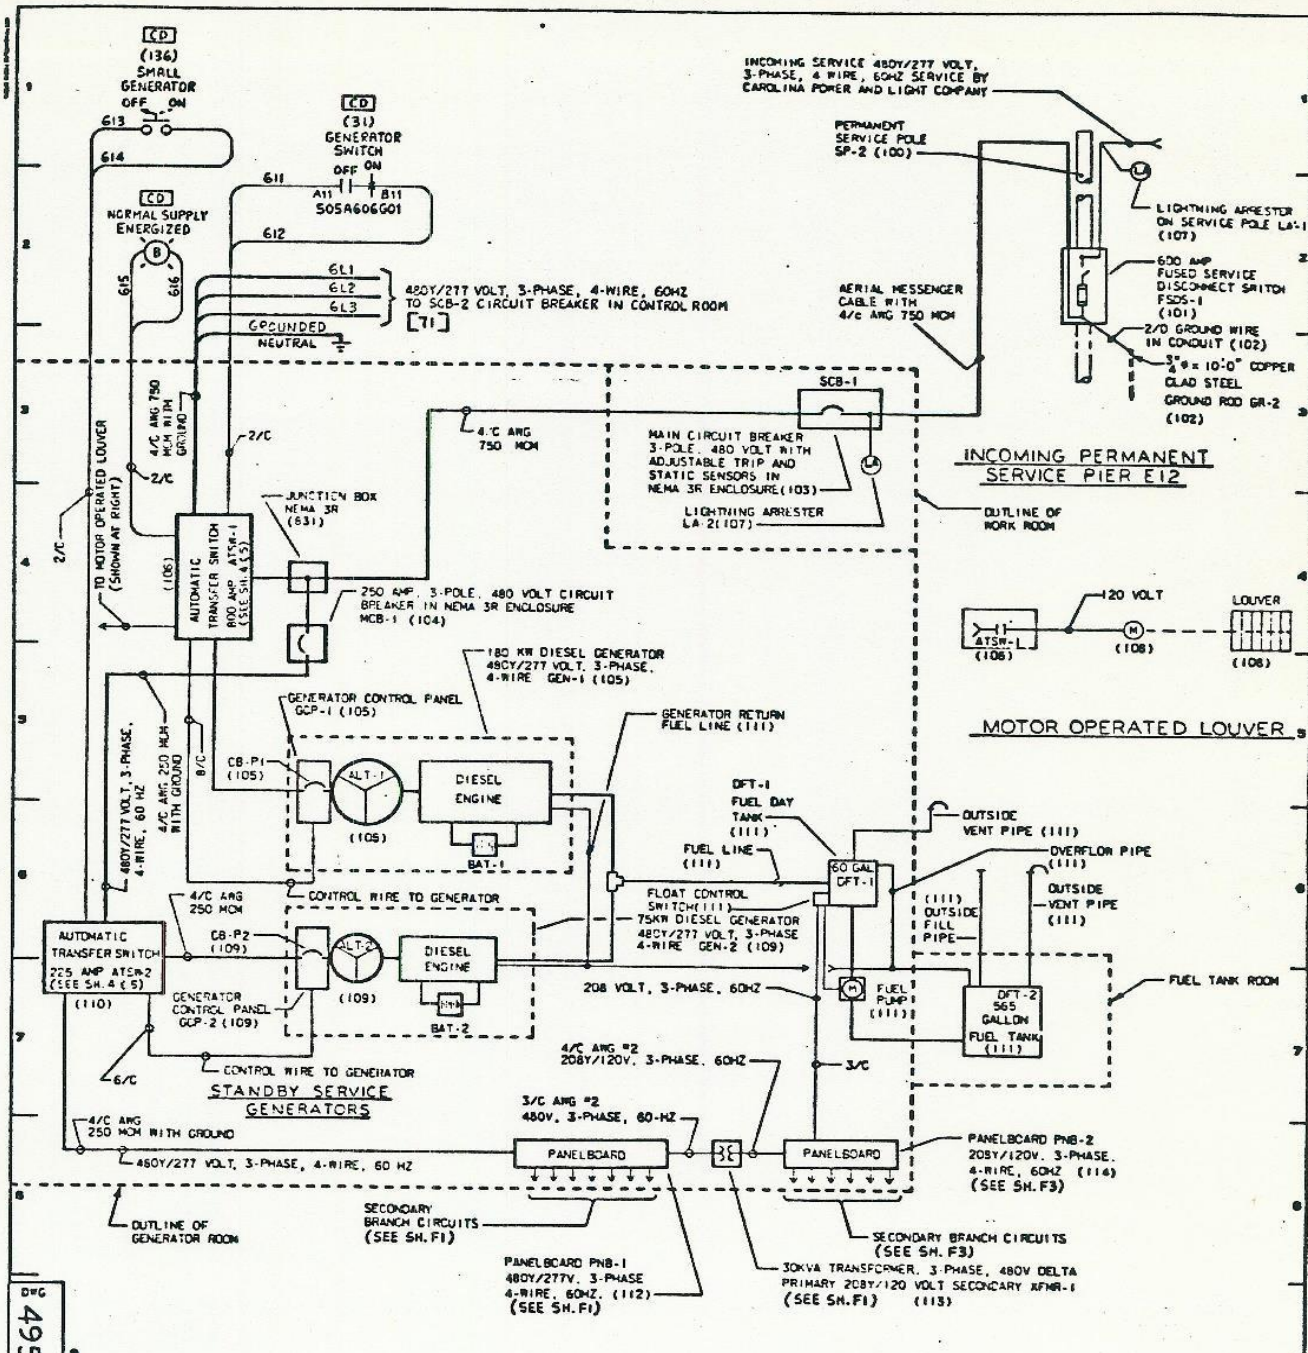 CD
(136)
SMALL
GENERATOR
OFF ON
613
614
CD
(31)
GENERATOR
SWITCH
OFF ON
611
A11 B11
505A606G01
612
CD
NORMAL SUPPLY
ENERGIZED
B
615
616
6L1
6L2
6L3
GROUNDED
NEUTRAL
480Y/277 VOLT, 3-PHASE, 4-WIRE, 60HZ
TO SCB-2 CIRCUIT BREAKER IN CONTROL ROOM
[71]
INCOMING SERVICE 480Y/277 VOLT,
3-PHASE, 4 WIRE, 60HZ SERVICE BY
CAROLINA POWER AND LIGHT COMPANY
PERMANENT
SERVICE POLE
SP-2 (100)
LA
LIGHTNING ARRESTER
ON SERVICE POLE LA-1
(107)
600 AMP
FUSED SERVICE
DISCONNECT SWITCH
FSDS-1
(101)
AERIAL MESSENGER
CABLE WITH
4/c AWG 750 MCM
2/0 GROUND WIRE
IN CONDUIT (102)
3/4" ø x 10'0" COPPER
CLAD STEEL
GROUND ROD GR-2
(102)
INCOMING PERMANENT
SERVICE PIER E12
SCB-1
4/C AWG
750 MCM
MAIN CIRCUIT BREAKER
3-POLE, 480 VOLT WITH
ADJUSTABLE TRIP AND
STATIC SENSORS IN
NEMA 3R ENCLOSURE(103)
LA
LIGHTNING ARRESTER
LA-2(107)
OUTLINE OF
WORK ROOM
4/C AWG 750
MCM WITH
GROUND
2/C
2/C
2/C
TO MOTOR OPERATED LOUVER
(SHOWN AT RIGHT)
JUNCTION BOX
NEMA 3R
(631)
(106)
AUTOMATIC
TRANSFER SWITCH
800 AMP ATSW-1
(SEE SH. 4 (5)
250 AMP, 3-POLE, 480 VOLT CIRCUIT
BREAKER IN NEMA 3R ENCLOSURE
MCB-1 (104)
120 VOLT
LOUVER
ATSW-1
(106)
M
(108)
(108)
MOTOR OPERATED LOUVER
180 KW DIESEL GENERATOR
480Y/277 VOLT, 3-PHASE,
4-WIRE GEN-1 (105)
GENERATOR CONTROL PANEL
GCP-1 (105)
GENERATOR RETURN
FUEL LINE (111)
CB-P1
(105)
ALT-1
(105)
DIESEL
ENGINE
BAT-1
8/C
480Y/277 VOLT, 3-PHASE,
4-WIRE, 60 HZ
4/C AWG 250 MCM
WITH GROUND
DFT-1
FUEL DAY
TANK
(111)
FUEL LINE
(111)
60 GAL
DFT-1
OUTSIDE
VENT PIPE (111)
OVERFLOW PIPE
(111)
OUTSIDE
VENT PIPE
(111)
(111)
OUTSIDE
FILL
PIPE
FLOAT CONTROL
SWITCH(111)
CONTROL WIRE TO GENERATOR
4/C AWG
250 MCM
75KW DIESEL GENERATOR
480Y/277 VOLT, 3-PHASE
4-WIRE GEN-2 (109)
CB-P2
(109)
ALT-2
(109)
DIESEL
ENGINE
BAT-2
AUTOMATIC
TRANSFER SWITCH
225 AMP ATSW2
(SEE SH. 4 (5)
(110)
GENERATOR
CONTROL PANEL
GCP-2 (109)
208 VOLT, 3-PHASE, 60HZ
M
FUEL
PUMP
(111)
DFT-2
565
GALLON
FUEL TANK
(111)
FUEL TANK ROOM
6/C
CONTROL WIRE TO GENERATOR
STANDBY SERVICE
GENERATORS
4/C AWG #2
208Y/120V, 3-PHASE, 60HZ
3/C
3/C AWG #2
480V, 3-PHASE, 60-HZ
4/C AWG
250 MCM WITH GROUND
480Y/277 VOLT, 3-PHASE, 4-WIRE, 60 HZ
PANELBOARD
PANELBOARD
PANELBOARD PNB-2
208Y/120V, 3-PHASE,
4-WIRE, 60HZ (114)
(SEE SH.F3)
OUTLINE OF
GENERATOR ROOM
SECONDARY
BRANCH CIRCUITS
(SEE SH.F1)
SECONDARY BRANCH CIRCUITS
(SEE SH. F3)
PANELBOARD PNB-1
480Y/277V, 3-PHASE
4-WIRE, 60HZ, (112)
(SEE SH.F1)
30KVA TRANSFORMER, 3-PHASE, 480V DELTA
PRIMARY 208Y/120 VOLT SECONDARY XFMR-1
(SEE SH.F1) (113)
1
2
3
4
5
6
7
8
1
2
3
4
5
6
7
8
DWG
495